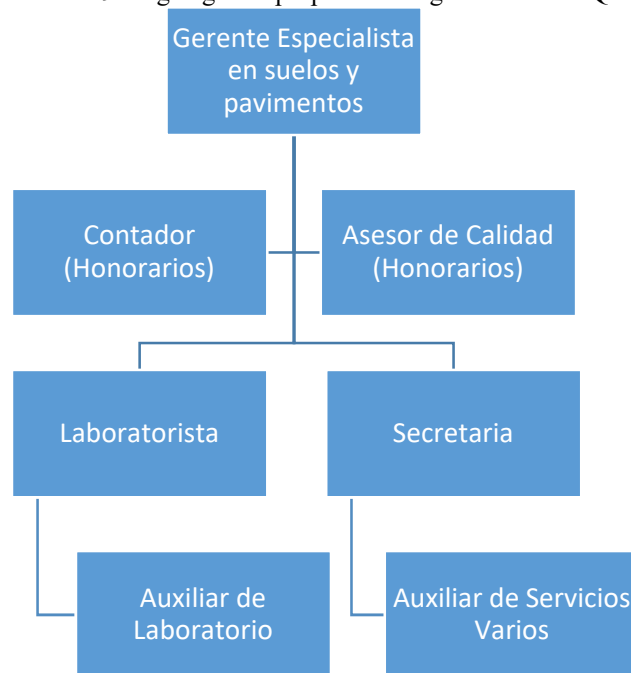 Gerente Especialista
en suelos y
pavimentos
Contador
(Honorarios)
Asesor de Calidad
(Honorarios)
Laboratorista
Secretaria
Auxiliar de
Laboratorio
Auxiliar de Servicios
Varios